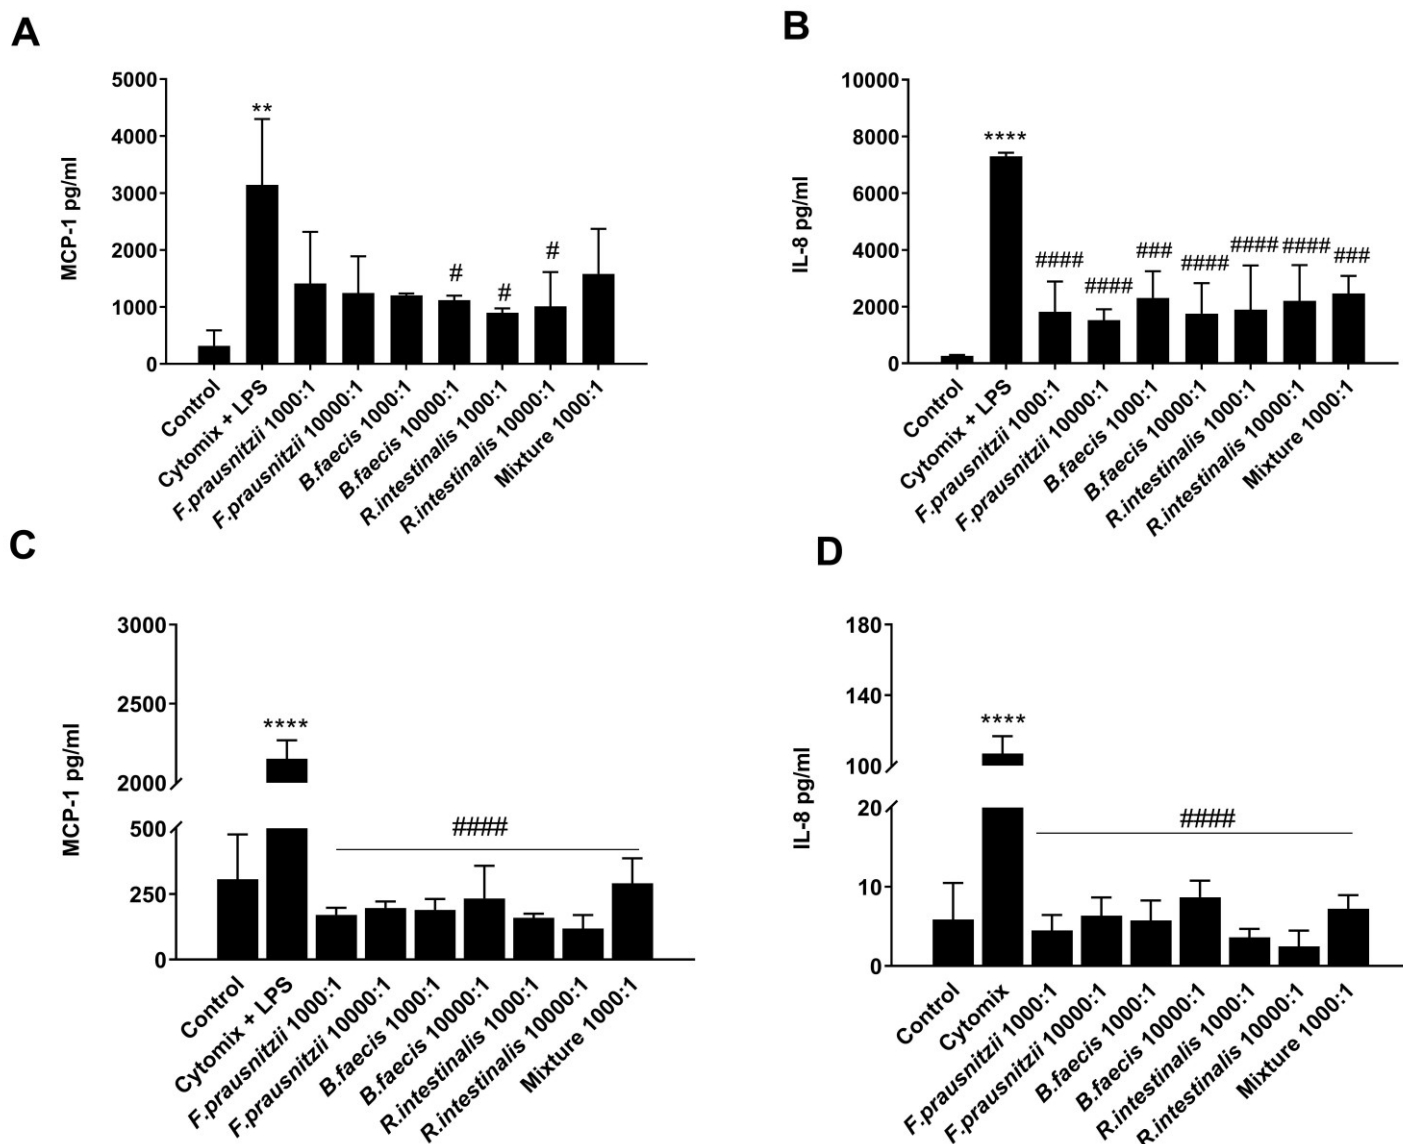 A
MCP-1 pg/ml
5000
4000
3000
2000
1000
0
**
#
#
#
Control
Cytomix + LPS
F.prausnitzii 1000:1
F.prausnitzii 10000:1
B.faecis 1000:1
B.faecis 10000:1
R.intestinalis 1000:1
R.intestinalis 10000:1
Mixture 1000:1
B
IL-8 pg/ml
10000
8000
6000
4000
2000
0
****
####
####
###
####
####
####
###
Control
Cytomix + LPS
F.prausnitzii 1000:1
F.prausnitzii 10000:1
B.faecis 1000:1
B.faecis 10000:1
R.intestinalis 1000:1
R.intestinalis 10000:1
Mixture 1000:1
C
MCP-1 pg/ml
3000
2500
2000
500
250
0
****
####
Control
Cytomix + LPS
F.prausnitzii 1000:1
F.prausnitzii 10000:1
B.faecis 1000:1
B.faecis 10000:1
R.intestinalis 1000:1
R.intestinalis 10000:1
Mixture 1000:1
D
IL-8 pg/ml
180
140
100
20
10
0
****
####
Control
Cytomix
F.prausnitzii 1000:1
F.prausnitzii 10000:1
B.faecis 1000:1
B.faecis 10000:1
R.intestinalis 1000:1
R.intestinalis 10000:1
Mixture 1000:1